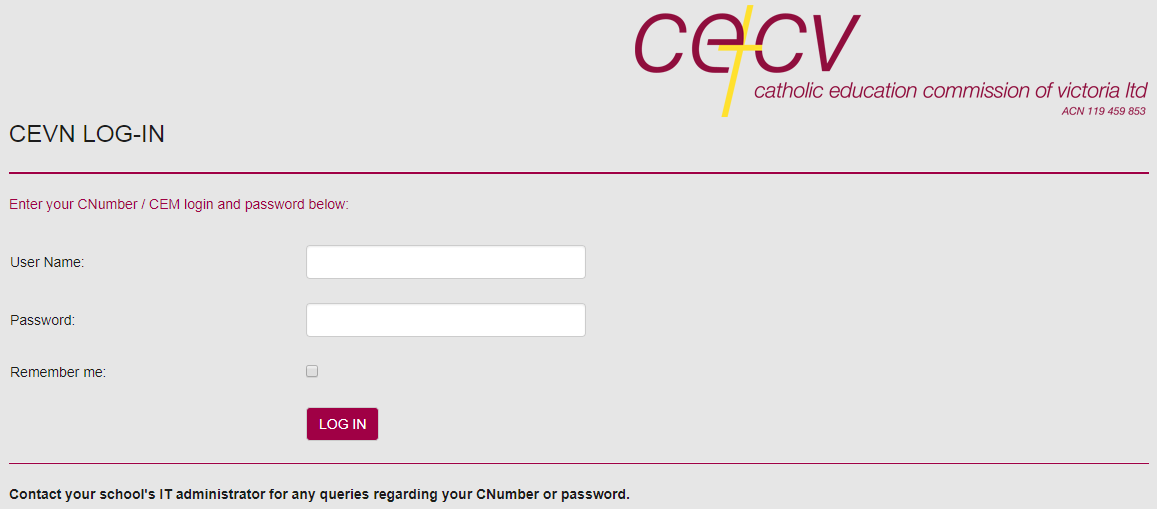 cecv
catholic education commission of victoria ltd
ACN 119 459 853
CEVN LOG-IN
Enter your CNumber / CEM login and password below:
User Name:
Password:
Remember me:
LOG IN
Contact your school's IT administrator for any queries regarding your CNumber or password.